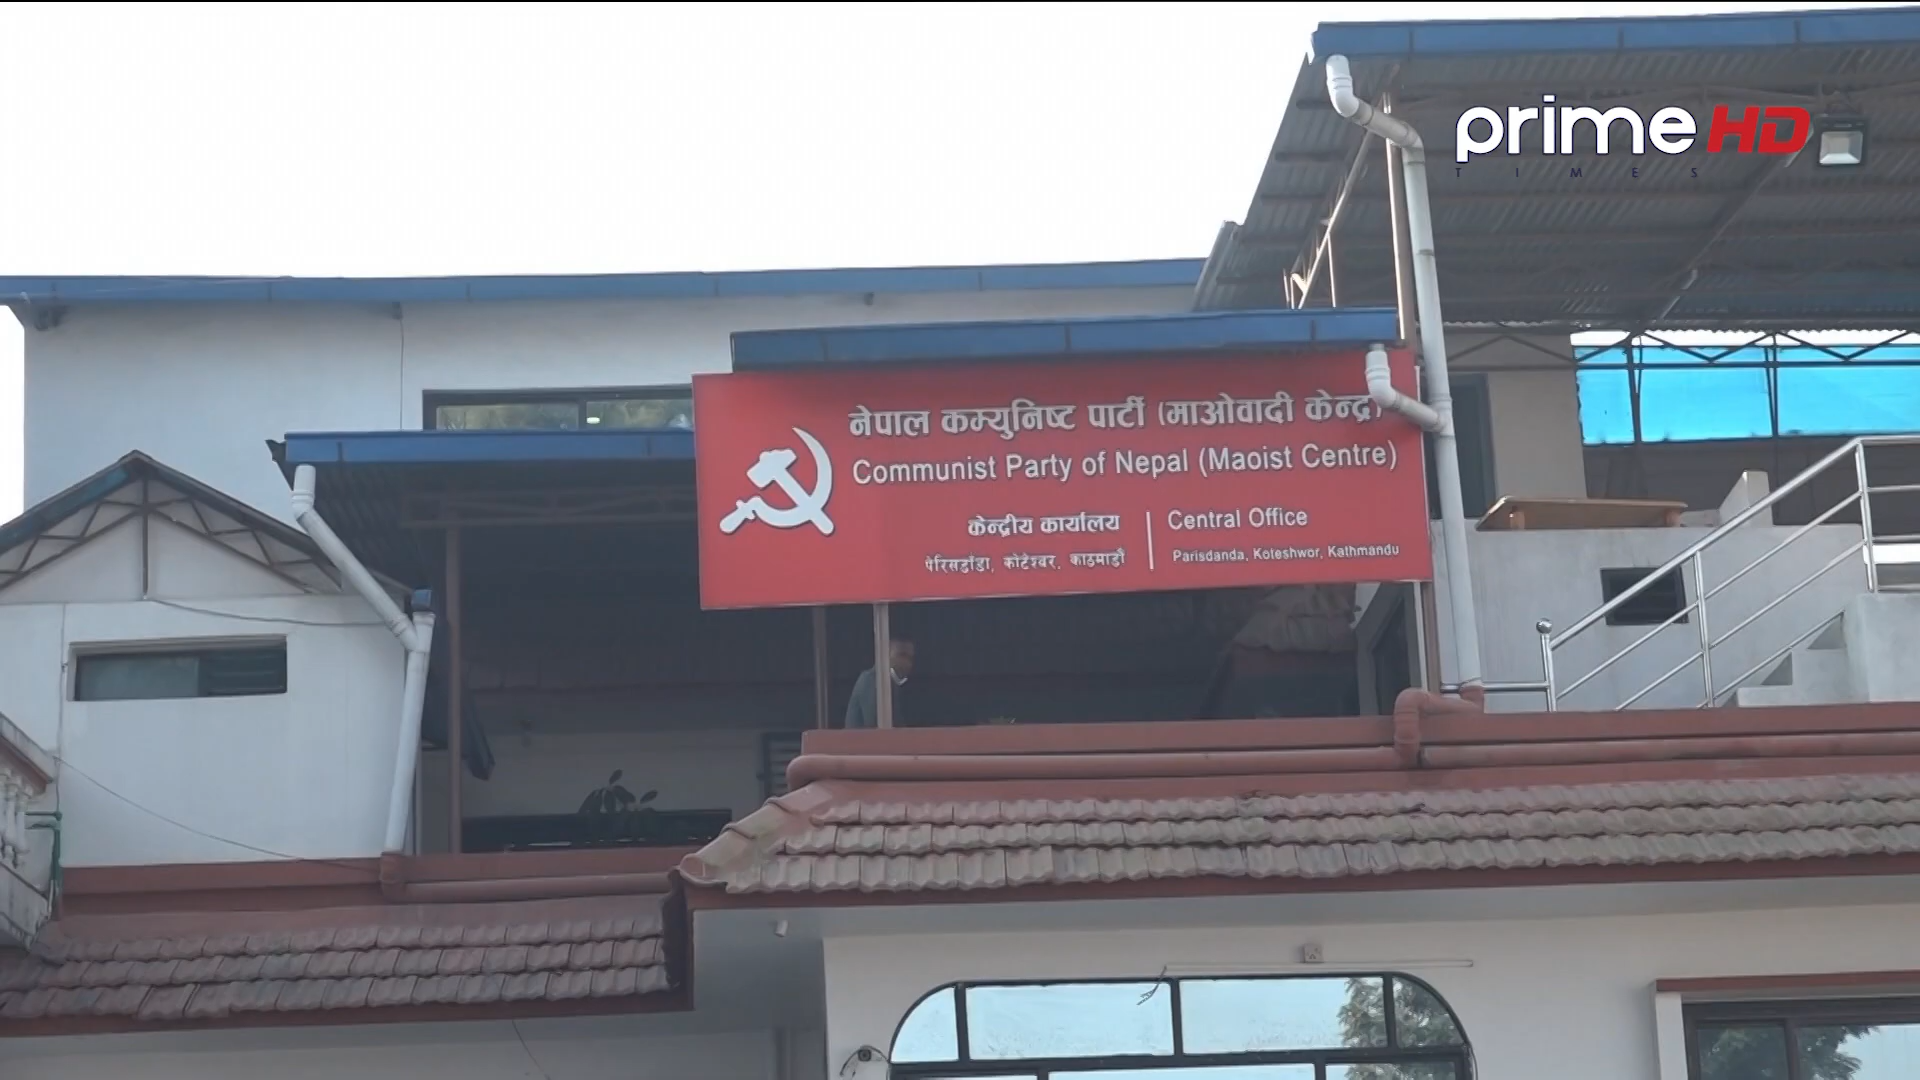 prime HD
TIMES
नेपाल कम्युनिष्ट पार्टी (माओवादी केन्द्र)
Communist Party of Nepal (Maoist Centre)
केन्द्रीय कार्यालय
पेरिसडाँडा, कोटेश्वर, काठमाडौं
Central Office
Parisdanda, Koteshwor, Kathmandu